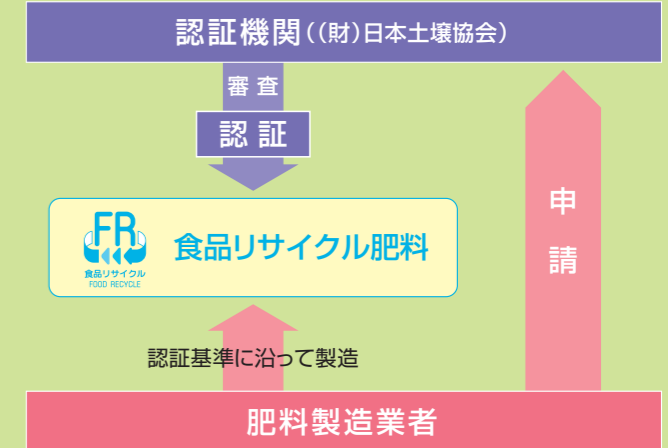 認証機関((財)日本土壌協会)
審査
認証
申請
FR
食品リサイクル
FOOD RECYCLE
食品リサイクル肥料
認証基準に沿って製造
肥料製造業者